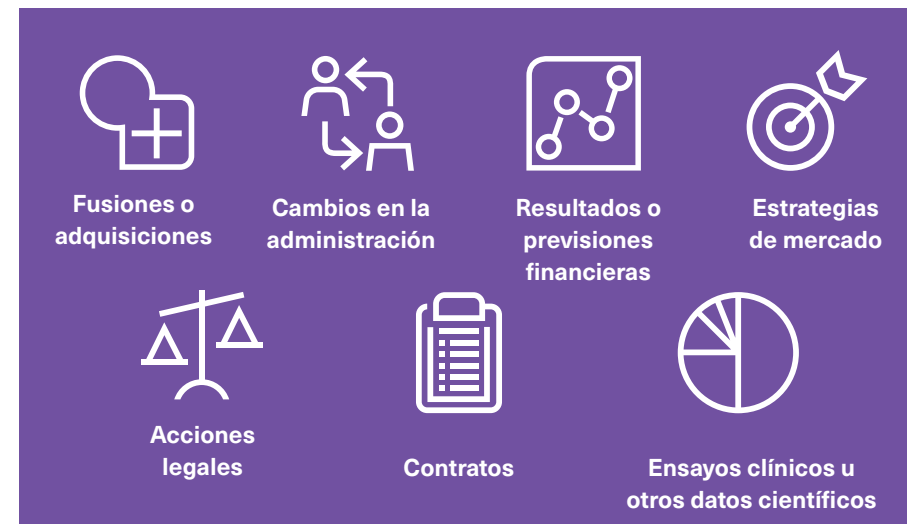 Fusiones o
adquisiciones
Cambios en la
administración
Resultados o
previsiones
financieras
Estrategias
de mercado
Acciones
legales
Contratos
Ensayos clínicos u
otros datos científicos